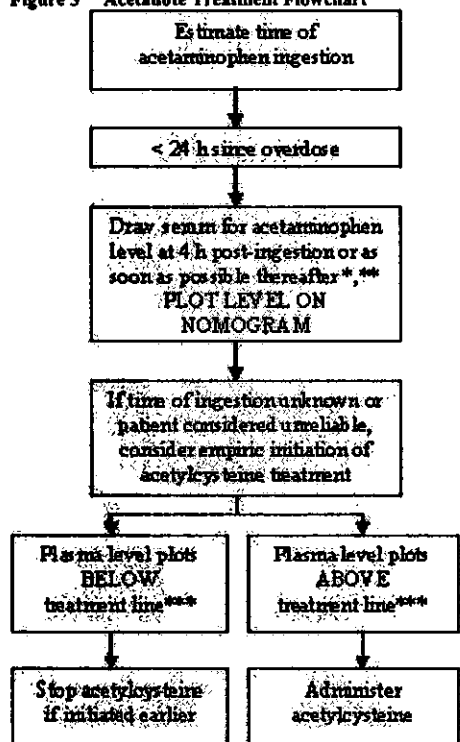 Figure 3 Acetadote Treatment Flowchart
Estimate time of
acetaminophen ingestion
< 24 h since overdose
Draw serum for acetaminophen
level at 4 h post-ingestion or as
soon as possible thereafter*,**
PLOT LEVEL ON
NOMOGRAM
If time of ingestion unknown or
patient considered unreliable,
consider empiric initiation of
acetylcysteine treatment
Plasma level plots
BELOW
treatment line***
Plasma level plots
ABOVE
treatment line***
Stop acetylcysteine
if initiated earlier
Administer
acetylcysteine